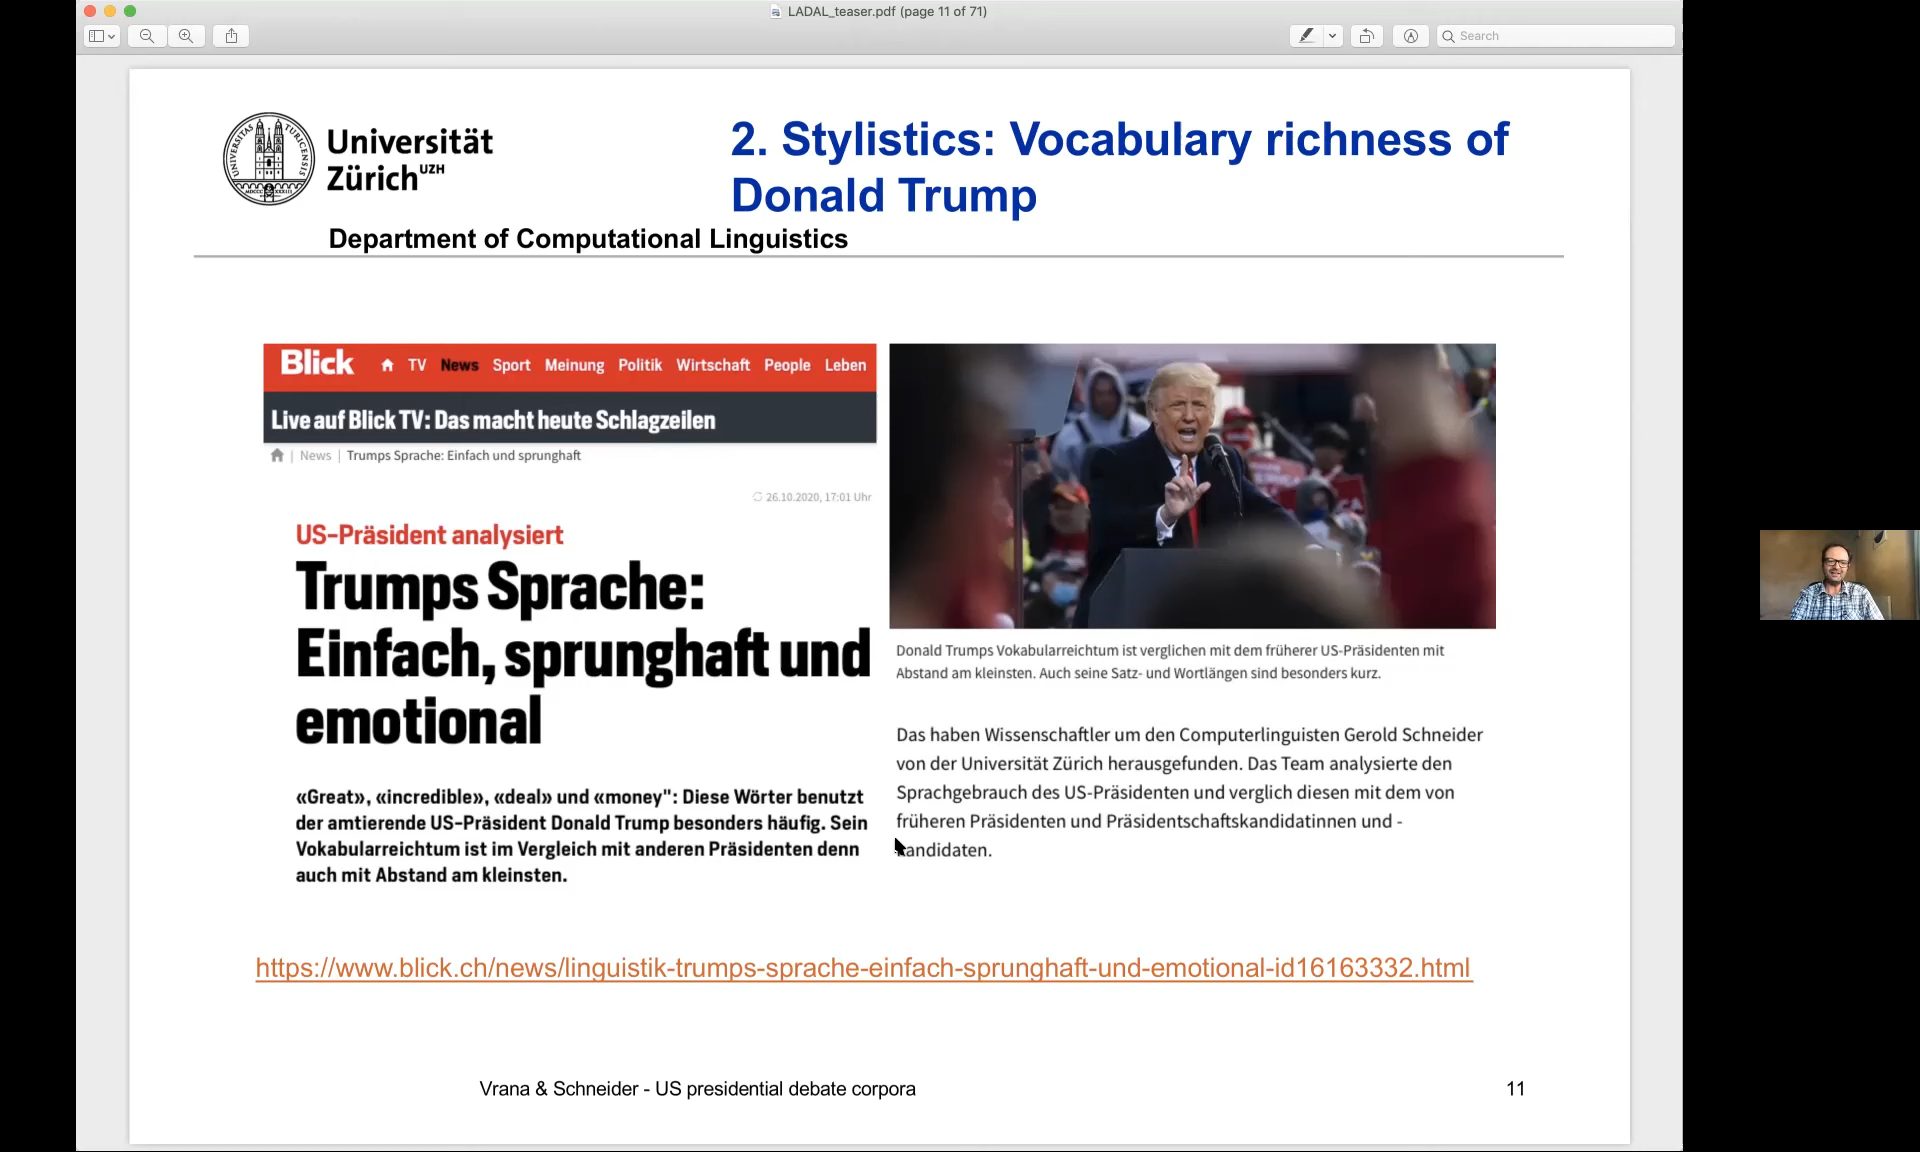 LADAL_teaser.pdf (page 11 of 71)
Search
UNIVERSITAS TURICENSIS
MDCCC XXXIII
Universität
Zürich UZH
2. Stylistics: Vocabulary richness of
Donald Trump
Department of Computational Linguistics
Blick TV News Sport Meinung Politik Wirtschaft People Leben
Live auf Blick TV: Das macht heute Schlagzeilen
| News | Trumps Sprache: Einfach und sprunghaft
26.10.2020, 17:01 Uhr
US-Präsident analysiert
Trumps Sprache:
Einfach, sprunghaft und
emotional
«Great», «incredible», «deal» und «money": Diese Wörter benutzt
der amtierende US-Präsident Donald Trump besonders häufig. Sein
Vokabularreichtum ist im Vergleich mit anderen Präsidenten denn
auch mit Abstand am kleinsten.
Donald Trumps Vokabularreichtum ist verglichen mit dem früherer US-Präsidenten mit
Abstand am kleinsten. Auch seine Satz- und Wortlängen sind besonders kurz.
Das haben Wissenschaftler um den Computerlinguisten Gerold Schneider
von der Universität Zürich herausgefunden. Das Team analysierte den
Sprachgebrauch des US-Präsidenten und verglich diesen mit dem von
früheren Präsidenten und Präsidentschaftskandidatinnen und -
kandidaten.
https://www.blick.ch/news/linguistik-trumps-sprache-einfach-sprunghaft-und-emotional-id16163332.html
Vrana & Schneider - US presidential debate corpora
11